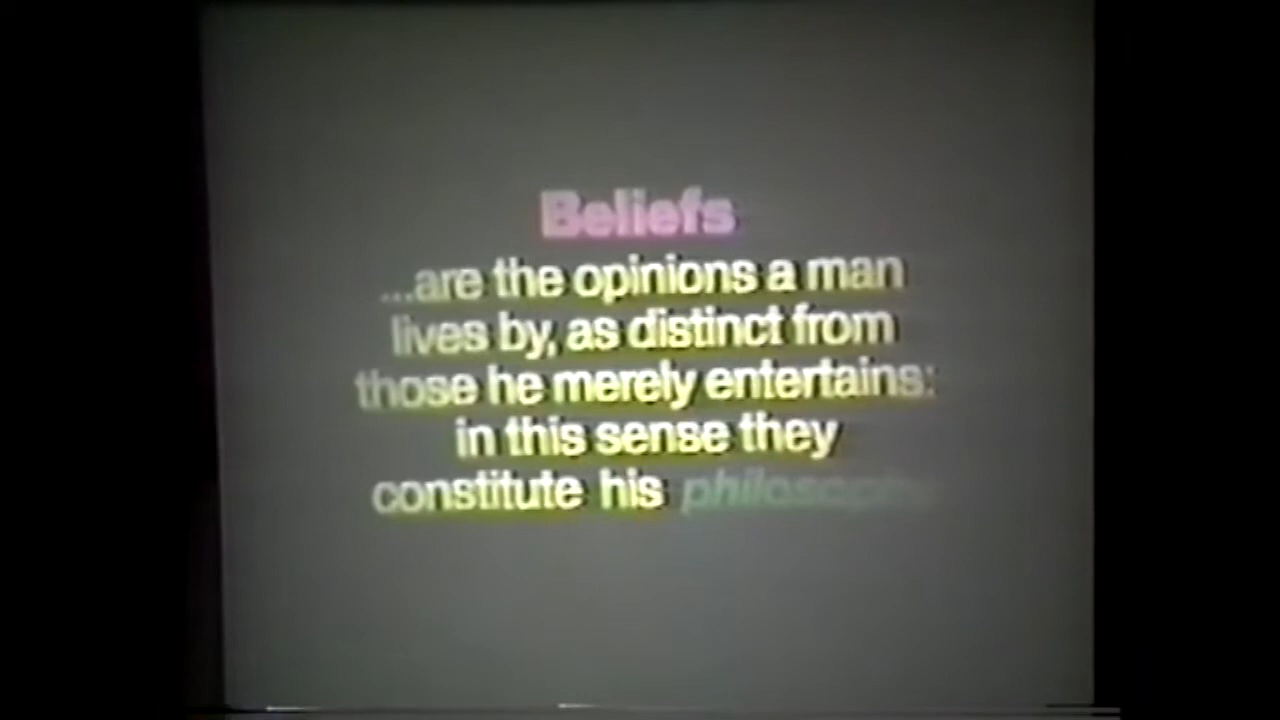 Beliefs
...are the opinions a man
lives by, as distinct from
those he merely entertains:
in this sense they
constitute his philosophy